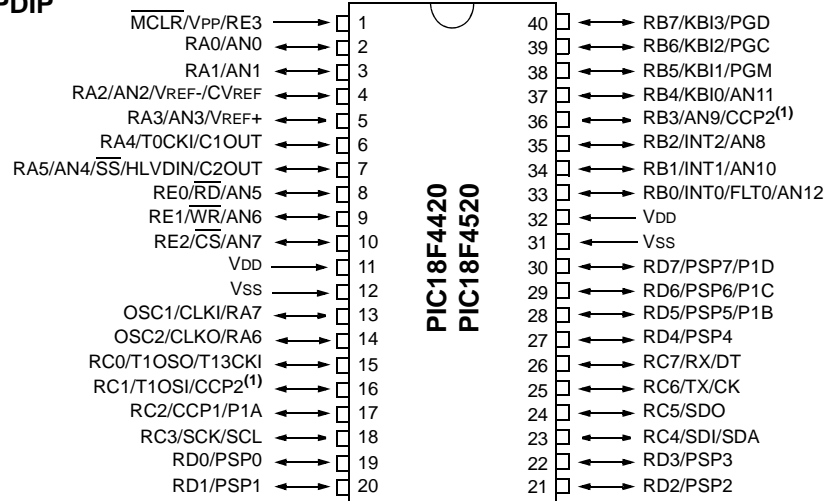 PDIP
MCLR/VPP/RE3 1 40 RB7/KBI3/PGD
RA0/AN0 2 39 RB6/KBI2/PGC
RA1/AN1 3 38 RB5/KBI1/PGM
RA2/AN2/VREF-/CVREF 4 37 RB4/KBI0/AN11
RA3/AN3/VREF+ 5 36 RB3/AN9/CCP2(1)
RA4/T0CKI/C1OUT 6 35 RB2/INT2/AN8
RA5/AN4/SS/HLVDIN/C2OUT 7 34 RB1/INT1/AN10
RE0/RD/AN5 8 33 RB0/INT0/FLT0/AN12
RE1/WR/AN6 9 32 VDD
RE2/CS/AN7 10 31 VSS
VDD 11 30 RD7/PSP7/P1D
VSS 12 29 RD6/PSP6/P1C
OSC1/CLKI/RA7 13 28 RD5/PSP5/P1B
OSC2/CLKO/RA6 14 27 RD4/PSP4
RC0/T1OSO/T13CKI 15 26 RC7/RX/DT
RC1/T1OSI/CCP2(1) 16 25 RC6/TX/CK
RC2/CCP1/P1A 17 24 RC5/SDO
RC3/SCK/SCL 18 23 RC4/SDI/SDA
RD0/PSP0 19 22 RD3/PSP3
RD1/PSP1 20 21 RD2/PSP2
PIC18F4420
PIC18F4520